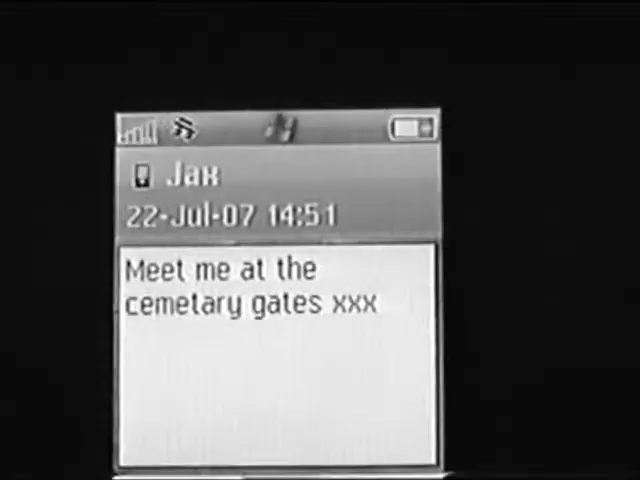 Jax
22-Jul-07 14:51
Meet me at the
cemetary gates xxx